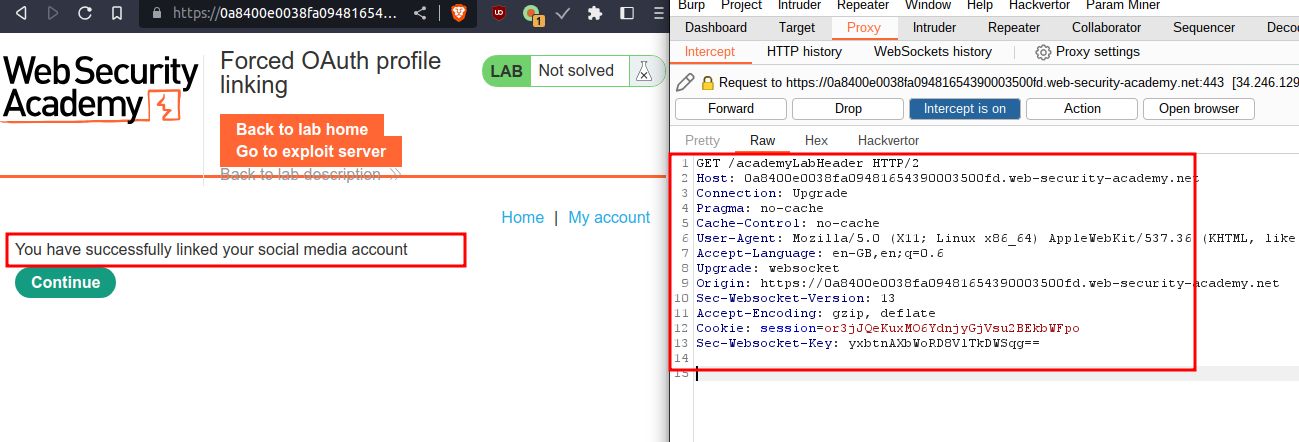 https://0a8400e0038fa09481654...
1
Web Security
Academy
Forced OAuth profile
linking
LAB
Not solved
Back to lab home
Go to exploit server
Back to lab description
Home | My account
You have successfully linked your social media account
Continue
Burp Project Intruder Repeater Window Help Hackvertor Param Miner
Dashboard Target Proxy Intruder Repeater Collaborator Sequencer Decod
Intercept HTTP history WebSockets history Proxy settings
Request to https://0a8400e0038fa09481654390003500fd.web-security-academy.net:443 [34.246.129
Forward Drop Intercept is on Action Open browser
Pretty Raw Hex Hackvertor
1 GET /academyLabHeader HTTP/2
2 Host: 0a8400e0038fa09481654390003500fd.web-security-academy.net
3 Connection: Upgrade
4 Pragma: no-cache
5 Cache-Control: no-cache
6 User-Agent: Mozilla/5.0 (X11; Linux x86_64) AppleWebKit/537.36 (KHTML, like
7 Accept-Language: en-GB,en;q=0.6
8 Upgrade: websocket
9 Origin: https://0a8400e0038fa09481654390003500fd.web-security-academy.net
10 Sec-Websocket-Version: 13
11 Accept-Encoding: gzip, deflate
12 Cookie: session=or3jJQeKuxMO6YdnjyGjVsu2BEkbWFpo
13 Sec-Websocket-Key: yxbtnAXbWoRD8VlTkDWSqg==
14
15